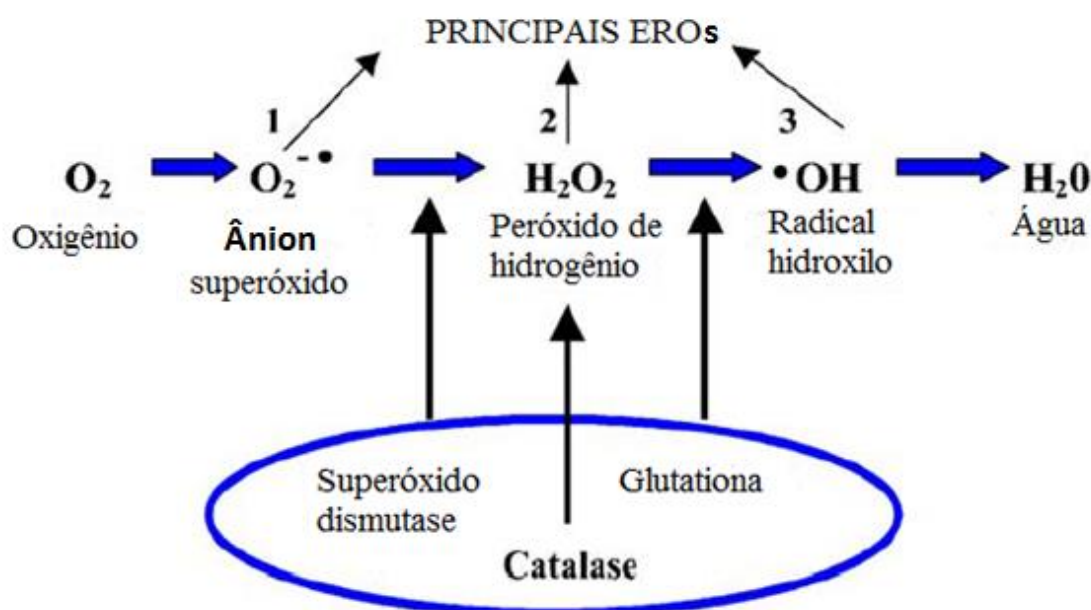 PRINCIPAIS EROs
1 2 3
O₂ O₂⁻• H₂O₂ •OH H₂0
Oxigênio Ânion superóxido Peróxido de hidrogênio Radical hidroxilo Água
Superóxido dismutase
Glutationa
Catalase